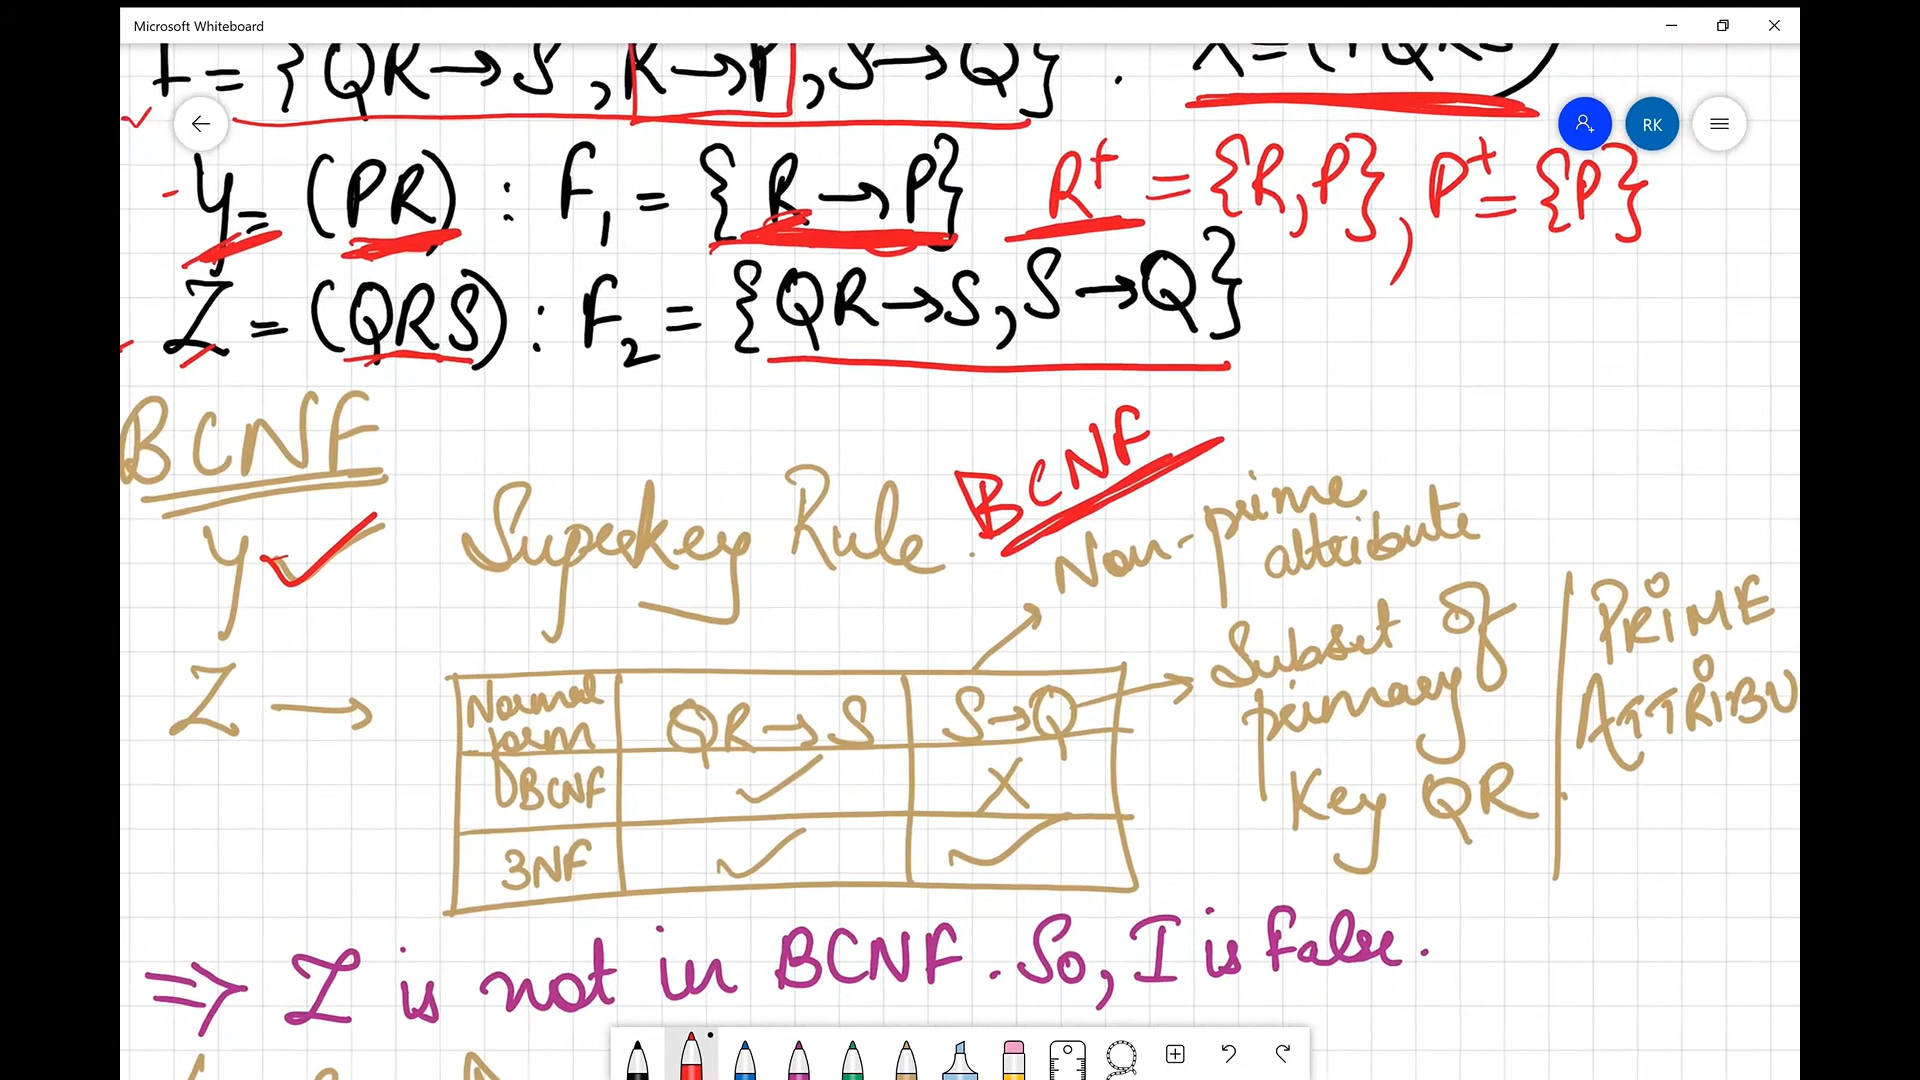 Microsoft Whiteboard
F = {QR→S, R→P, S→Q} . X = (PQRS)
RK
Y = (PR) : F₁ = {R→P} R⁺ = {R,P}, P⁺ = {P}
Z = (QRS) : F₂ = {QR→S, S→Q}
BCNF
BCNF
Y ✓ Superkey Rule.
Non-prime attribute
Z →
Normal form QR→S S→Q
BCNF ✓ X
3NF ✓ ✓
Subset of primary Key QR
PRIME
ATTRIBU
⇒ Z is not in BCNF. So, I is False.